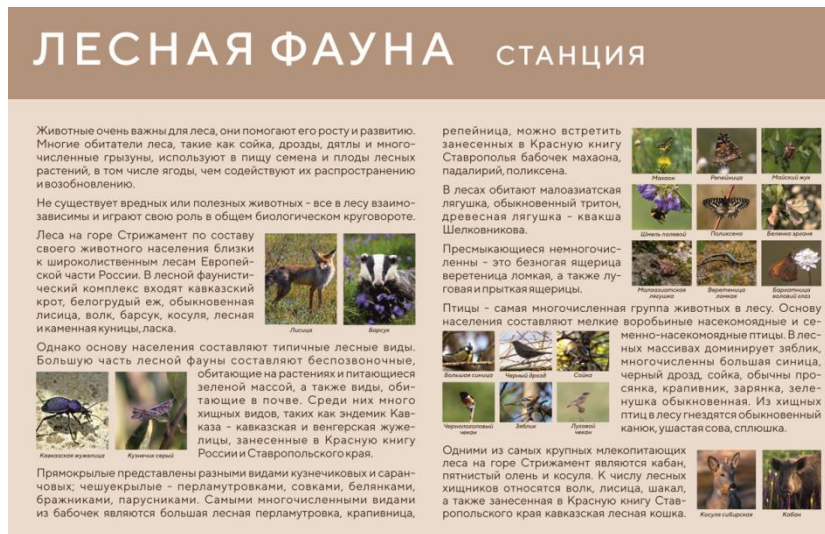 ЛЕСНАЯ ФАУНА СТАНЦИЯ
Животные очень важны для леса, они помогают его росту и развитию.
Многие обитатели леса, такие как сойка, дрозды, дятлы и много-
численные грызуны, используют в пищу семена и плоды лесных
растений, в том числе ягоды, чем содействуют их распространению
и возобновлению.
Не существует вредных или полезных животных - все в лесу взаимо-
зависимы и играют свою роль в общем биологическом круговороте.
Леса на горе Стрижамент по составу
своего животного населения близки
к широколиственным лесам Европей-
ской части России. В лесной фаунисти-
ческий комплекс входят кавказский
крот, белогрудый еж, обыкновенная
лисица, волк, барсук, косуля, лесная
и каменная куницы, ласка.
Лисица
Барсук
Однако основу населения составляют типичные лесные виды.
Большую часть лесной фауны составляют беспозвоночные,
обитающие на растениях и питающиеся
зеленой массой, а также виды, оби-
тающие в почве. Среди них много
хищных видов, таких как эндемик Кав-
каза - кавказская и венгерская жуже-
лицы, занесенные в Красную книгу
России и Ставропольского края.
Кавказская жужелица
Кузнечик серый
Прямокрылые представлены разными видами кузнечиковых и саран-
човых; чешуекрылые - перламутровками, совками, белянками,
бражниками, парусниками. Самыми многочисленными видами
из бабочек являются большая лесная перламутровка, крапивница,
репейница, можно встретить
занесенных в Красную книгу
Ставрополья бабочек махаона,
падалирий, поликсена.
Махаон
Репейница
Майский жук
В лесах обитают малоазиатская
лягушка, обыкновенный тритон,
древесная лягушка - квакша
Шелковникова.
Шмель полевой
Поликсена
Белянка эргане
Пресмыкающиеся немногочис-
ленны - это безногая ящерица
веретеница ломкая, а также лу-
говая и прыткая ящерицы.
Малоазиатская
лягушка
Веретеница
ломкая
Бархатница
воловий глаз
Птицы - самая многочисленная группа животных в лесу. Основу
населения составляют мелкие воробьиные насекомоядные и се-
менно-насекомоядные птицы. В лес-
ных массивах доминирует зяблик,
многочисленны большая синица,
черный дрозд, сойка, обычны про-
сянка, крапивник, зарянка, зеле-
нушка обыкновенная. Из хищных
птиц в лесу гнездятся обыкновенный
канюк, ушастая сова, сплюшка.
Большая синица
Черный дрозд
Сойка
Черноголовый
чекан
Зяблик
Луговой
чекан
Одними из самых крупных млекопитающих
леса на горе Стрижамент являются кабан,
пятнистый олень и косуля. К числу лесных
хищников относятся волк, лисица, шакал,
а также занесенная в Красную книгу Став-
ропольского края кавказская лесная кошка.
Косуля сибирская
Кабан